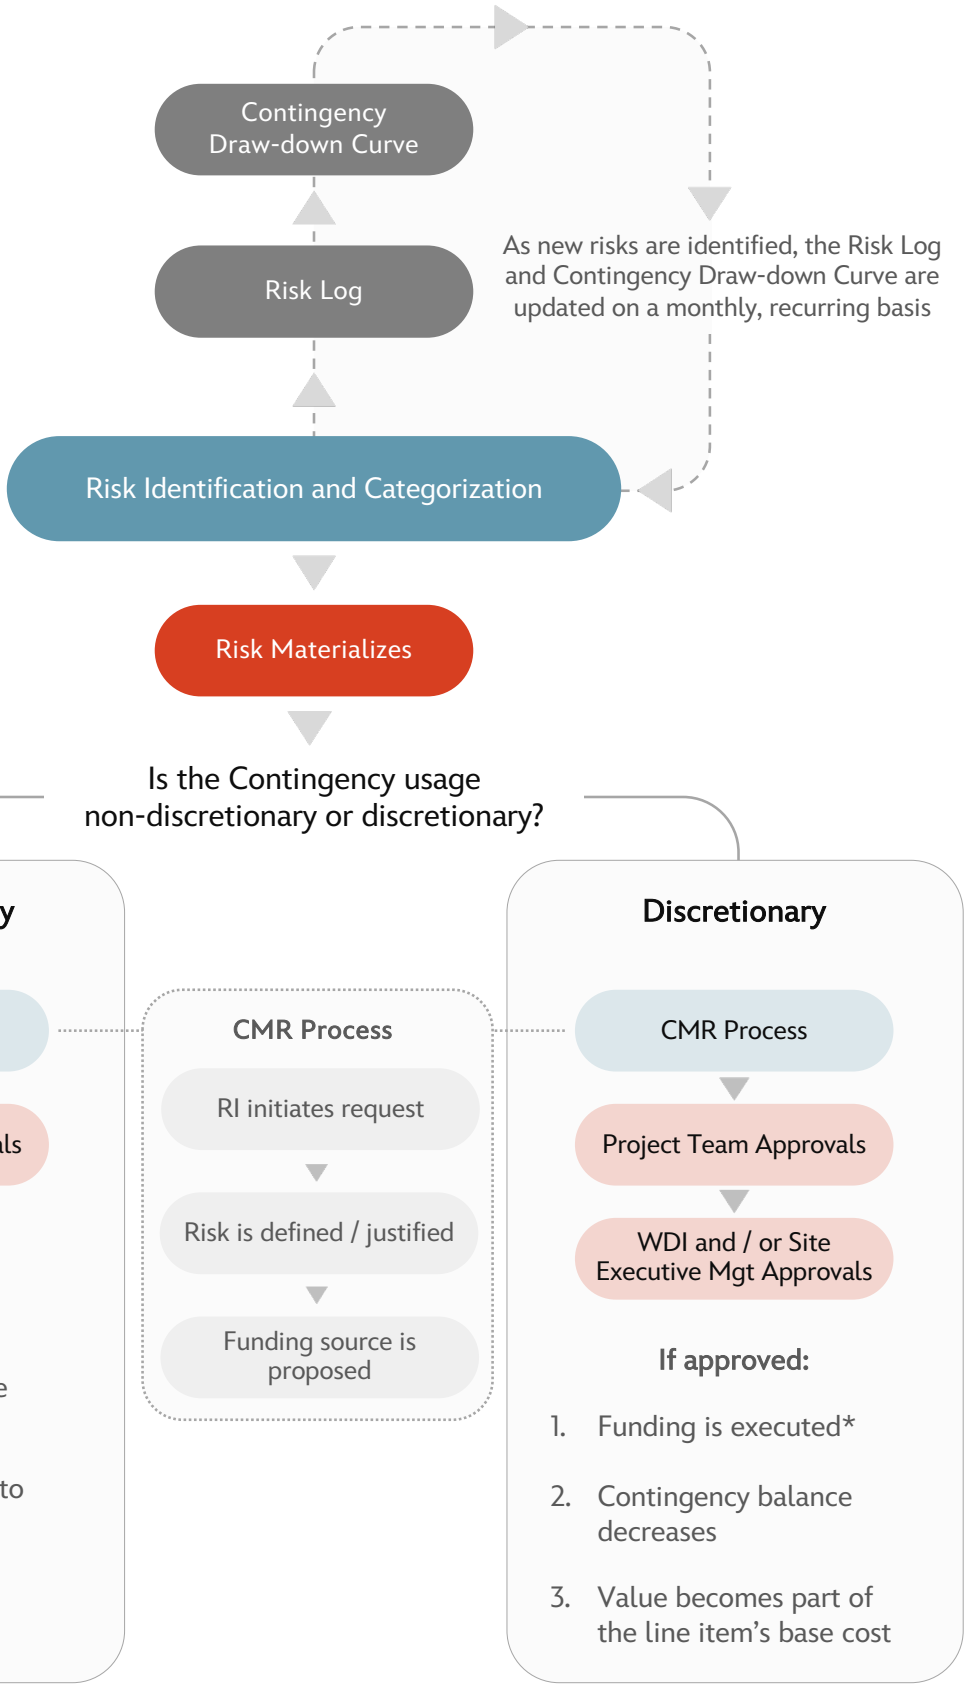 Contingency
Draw-down Curve
As new risks are identified, the Risk Log
and Contingency Draw-down Curve are
updated on a monthly, recurring basis
Risk Log
Risk Identification and Categorization
Risk Materializes
Is the Contingency usage
non-discretionary or discretionary?
y
ls
e
to
CMR Process
RI initiates request
Risk is defined / justified
Funding source is
proposed
Discretionary
CMR Process
Project Team Approvals
WDI and / or Site
Executive Mgt Approvals
If approved:
1. Funding is executed*
2. Contingency balance
decreases
3. Value becomes part of
the line item's base cost